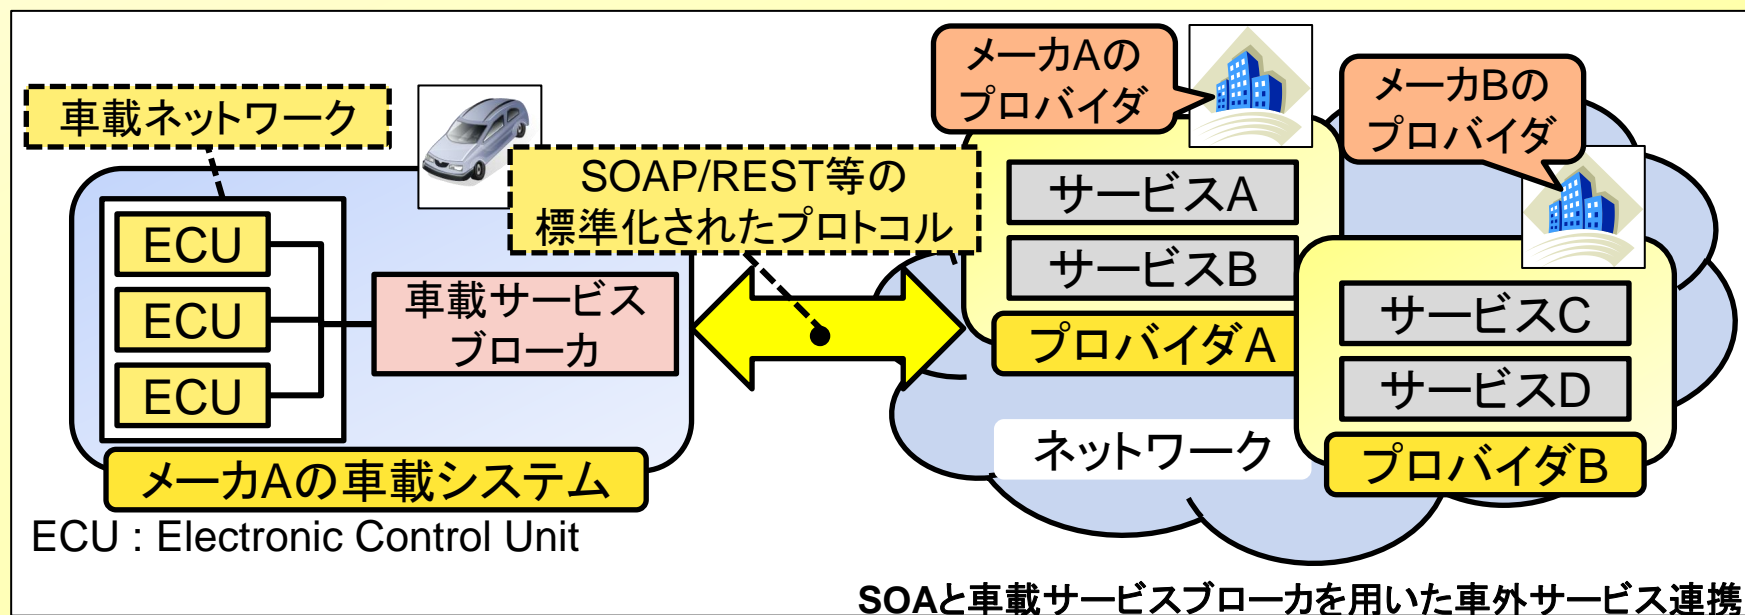 車載ネットワーク
ECU
ECU
ECU
車載サービス
ブローカ
メーカAの車載システム
ECU : Electronic Control Unit
SOAP/REST等の
標準化されたプロトコル
メーカAの
プロバイダ
サービスA
サービスB
プロバイダA
メーカBの
プロバイダ
サービスC
サービスD
プロバイダB
ネットワーク
SOAと車載サービスブローカを用いた車外サービス連携